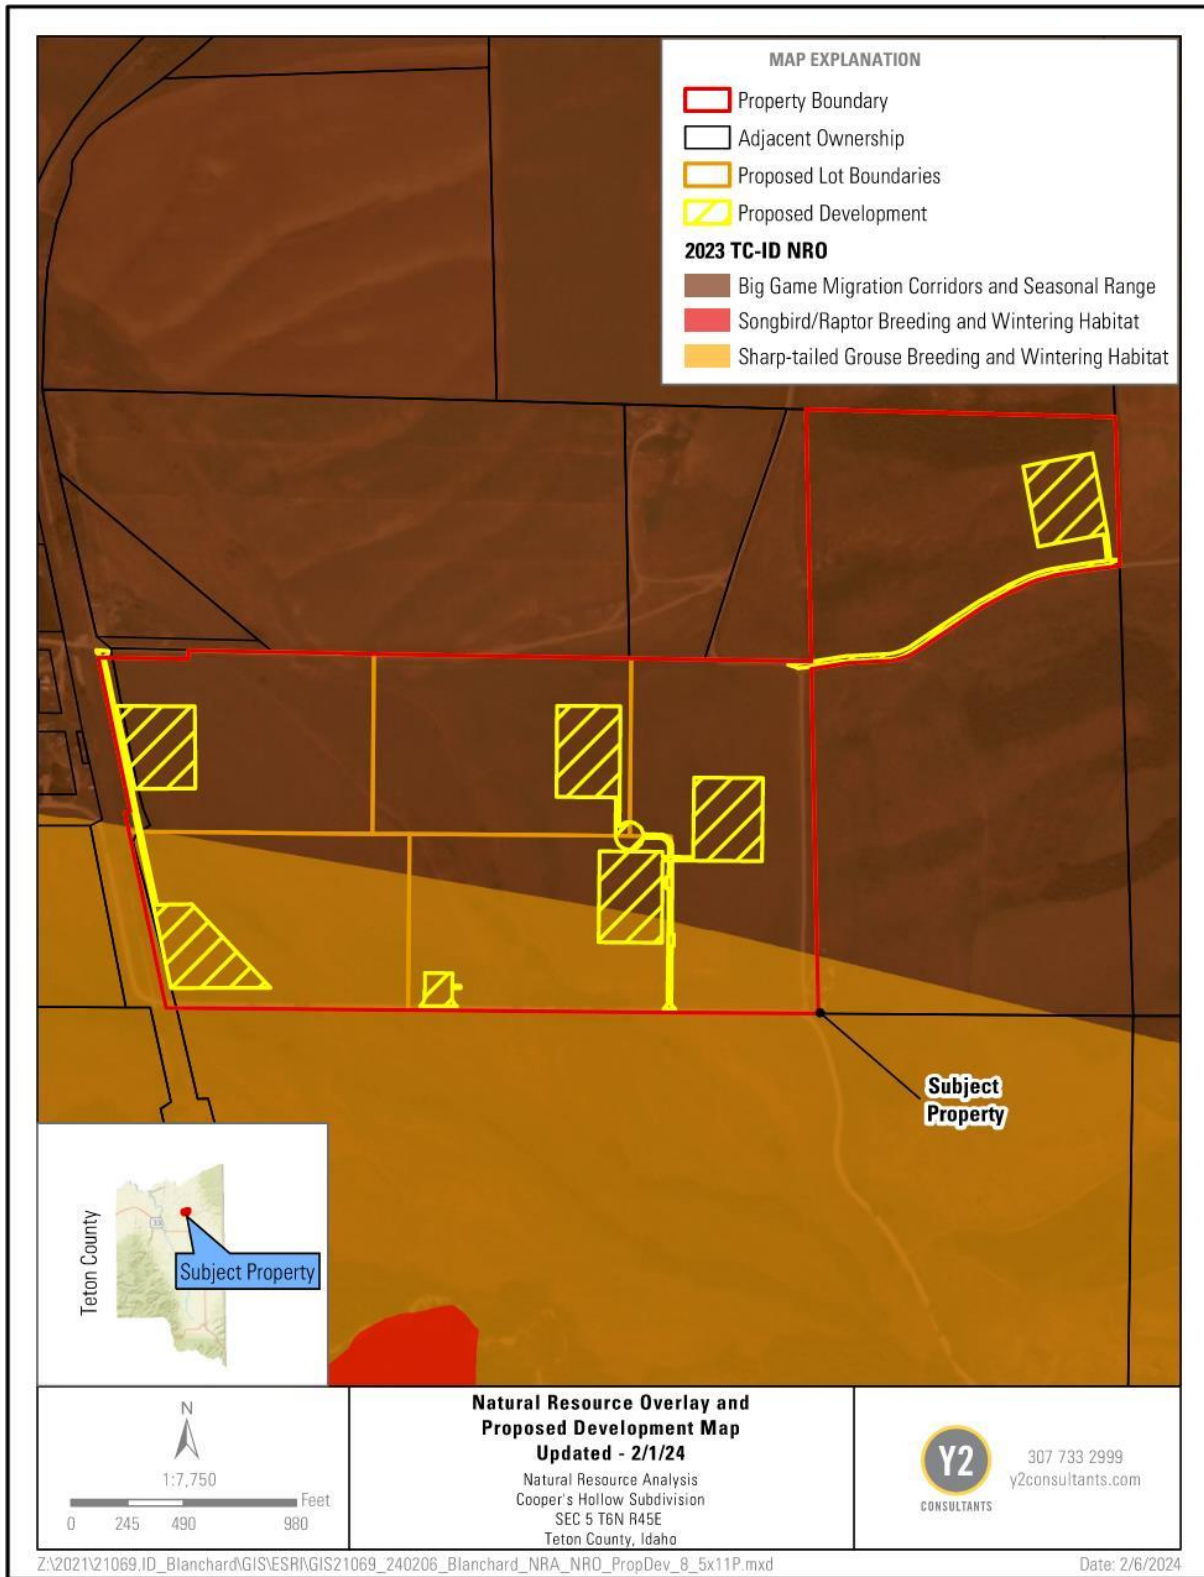 MAP EXPLANATION
Property Boundary
Adjacent Ownership
Proposed Lot Boundaries
Proposed Development
2023 TC-ID NRO
Big Game Migration Corridors and Seasonal Range
Songbird/Raptor Breeding and Wintering Habitat
Sharp-tailed Grouse Breeding and Wintering Habitat
Subject
Property
Teton County
33
Subject Property
N
1:7,750
Feet
0 245 490 980
Natural Resource Overlay and
Proposed Development Map
Updated - 2/1/24
Natural Resource Analysis
Cooper's Hollow Subdivision
SEC 5 T6N R45E
Teton County, Idaho
Y2
CONSULTANTS
307 733 2999
y2consultants.com
Z:\2021\21069.ID_Blanchard\GIS\ESRI\GIS21069_240206_Blanchard_NRA_NRO_PropDev_8_5x11P.mxd
Date: 2/6/2024